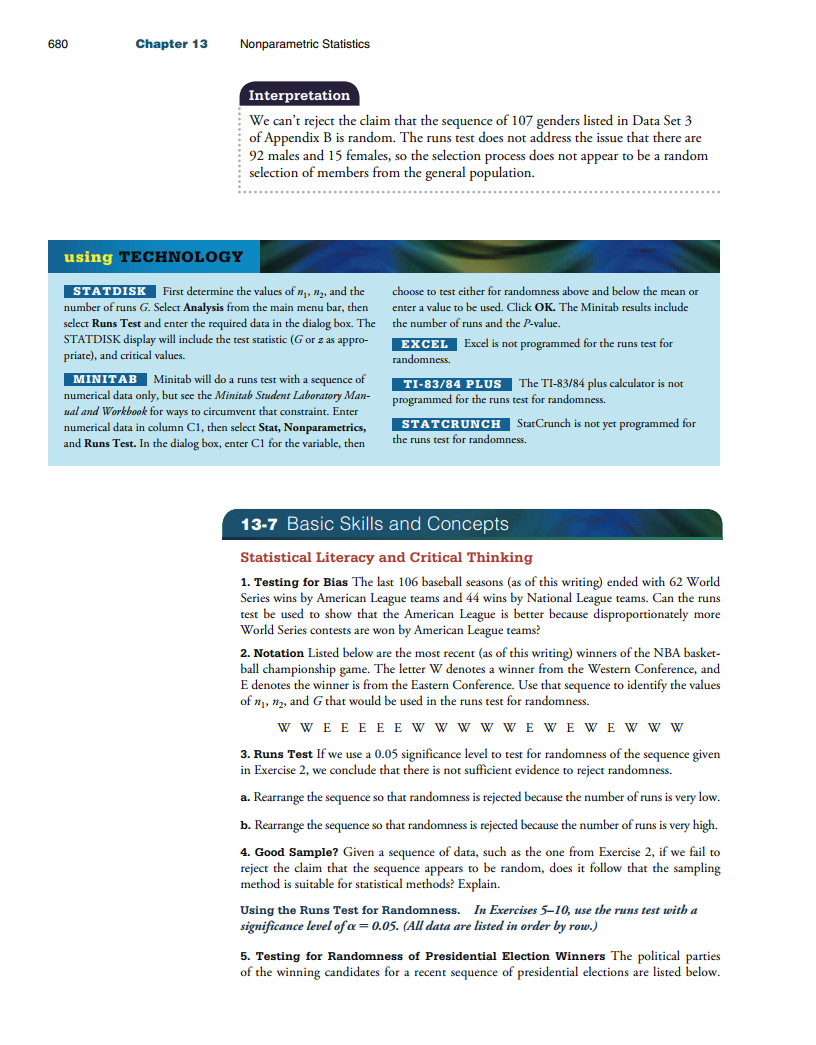 680 Chapter 13 Nonparametric Statistics
Interpretation
We can't reject the claim that the sequence of 107 genders listed in Data Set 3
of Appendix B is random. The runs test does not address the issue that there are
92 males and 15 females, so the selection process does not appear to be a random
selection of members from the general population.
using TECHNOLOGY
STATDISK First determine the values of n₁, n₂, and the
number of runs G. Select Analysis from the main menu bar, then
select Runs Test and enter the required data in the dialog box. The
STATDISK display will include the test statistic (G or z as appro-
priate), and critical values.
MINITAB Minitab will do a runs test with a sequence of
numerical data only, but see the Minitab Student Laboratory Man-
ual and Workbook for ways to circumvent that constraint. Enter
numerical data in column C1, then select Stat, Nonparametrics,
and Runs Test. In the dialog box, enter C1 for the variable, then
choose to test either for randomness above and below the mean or
enter a value to be used. Click OK. The Minitab results include
the number of runs and the P-value.
EXCEL Excel is not programmed for the runs test for
randomness.
TI-83/84 PLUS The TI-83/84 plus calculator is not
programmed for the runs test for randomness.
STATCRUNCH StatCrunch is not yet programmed for
the runs test for randomness.
13-7 Basic Skills and Concepts
Statistical Literacy and Critical Thinking
1. Testing for Bias The last 106 baseball seasons (as of this writing) ended with 62 World
Series wins by American League teams and 44 wins by National League teams. Can the runs
test be used to show that the American League is better because disproportionately more
World Series contests are won by American League teams?
2. Notation Listed below are the most recent (as of this writing) winners of the NBA basket-
ball championship game. The letter W denotes a winner from the Western Conference, and
E denotes the winner is from the Eastern Conference. Use that sequence to identify the values
of n₁, n₂, and G that would be used in the runs test for randomness.
W W E E E E E W W W W W E W E W E W W W
3. Runs Test If we use a 0.05 significance level to test for randomness of the sequence given
in Exercise 2, we conclude that there is not sufficient evidence to reject randomness.
a. Rearrange the sequence so that randomness is rejected because the number of runs is very low.
b. Rearrange the sequence so that randomness is rejected because the number of runs is very high.
4. Good Sample? Given a sequence of data, such as the one from Exercise 2, if we fail to
reject the claim that the sequence appears to be random, does it follow that the sampling
method is suitable for statistical methods? Explain.
Using the Runs Test for Randomness. In Exercises 5–10, use the runs test with a
significance level of α = 0.05. (All data are listed in order by row.)
5. Testing for Randomness of Presidential Election Winners The political parties
of the winning candidates for a recent sequence of presidential elections are listed below.